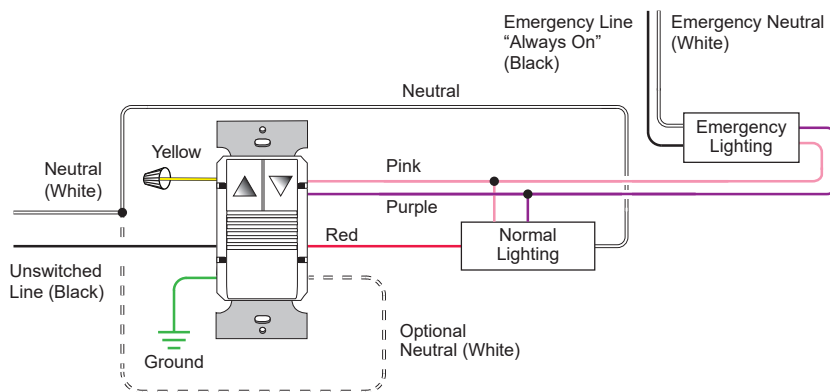 Emergency Line
“Always On”
(Black)
Emergency Neutral
(White)
Neutral
Emergency
Lighting
Yellow
Neutral
(White)
Pink
Purple
Red
Normal
Lighting
Unswitched
Line (Black)
Optional
Neutral (White)
Ground